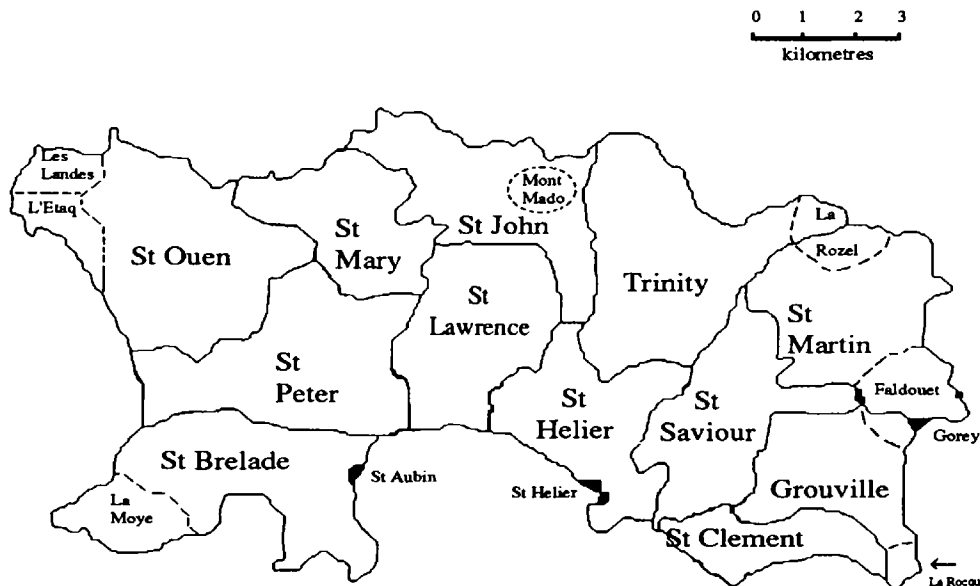 0 1 2 3
kilometres
Les
Landes
L'Etaq
St Ouen
St
Mary
Mont
Mado
St John
La
Rozel
Trinity
St
Lawrence
St
Martin
St
Peter
St
Helier
St
Saviour
Faldouet
Gorey
St Brelade
St Aubin
La
Moye
St Helier
Grouville
St Clement